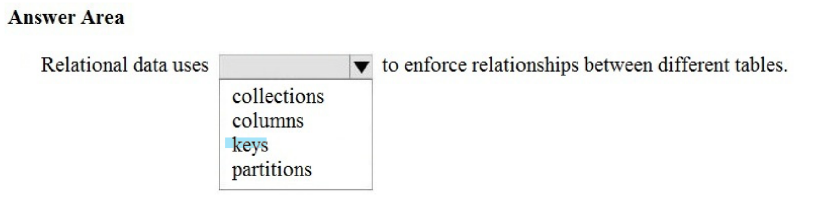 Answer Area
Relational data uses ▼ to enforce relationships between different tables.
collections
columns
keys
partitions